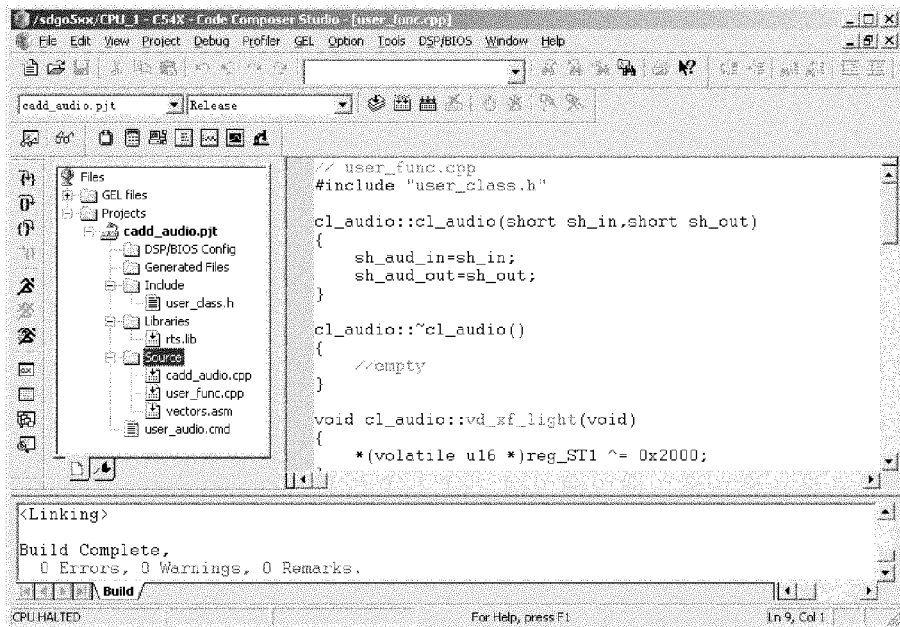 /sdgo5xx/CPU_1 - C54X - Code Composer Studio - [user_func.cpp]
File Edit View Project Debug Profiler GEL Option Tools DSP/BIOS Window Help
cadd_audio.pjt Release
Files
GEL files
Projects
cadd_audio.pjt
DSP/BIOS Config
Generated Files
Include
user_class.h
Libraries
rts.lib
Source
cadd_audio.cpp
user_func.cpp
vectors.asm
user_audio.cmd
// user_func.cpp
#include "user_class.h"
cl_audio::cl_audio(short sh_in,short sh_out)
{
sh_aud_in=sh_in;
sh_aud_out=sh_out;
}
cl_audio::~cl_audio()
{
//empty
}
void cl_audio::vd_xf_light(void)
{
*(volatile u16 *)reg_ST1 ^= 0x2000;
<Linking>
Build Complete,
0 Errors, 0 Warnings, 0 Remarks.
Build
CPU HALTED For Help, press F1 Ln 9, Col 1